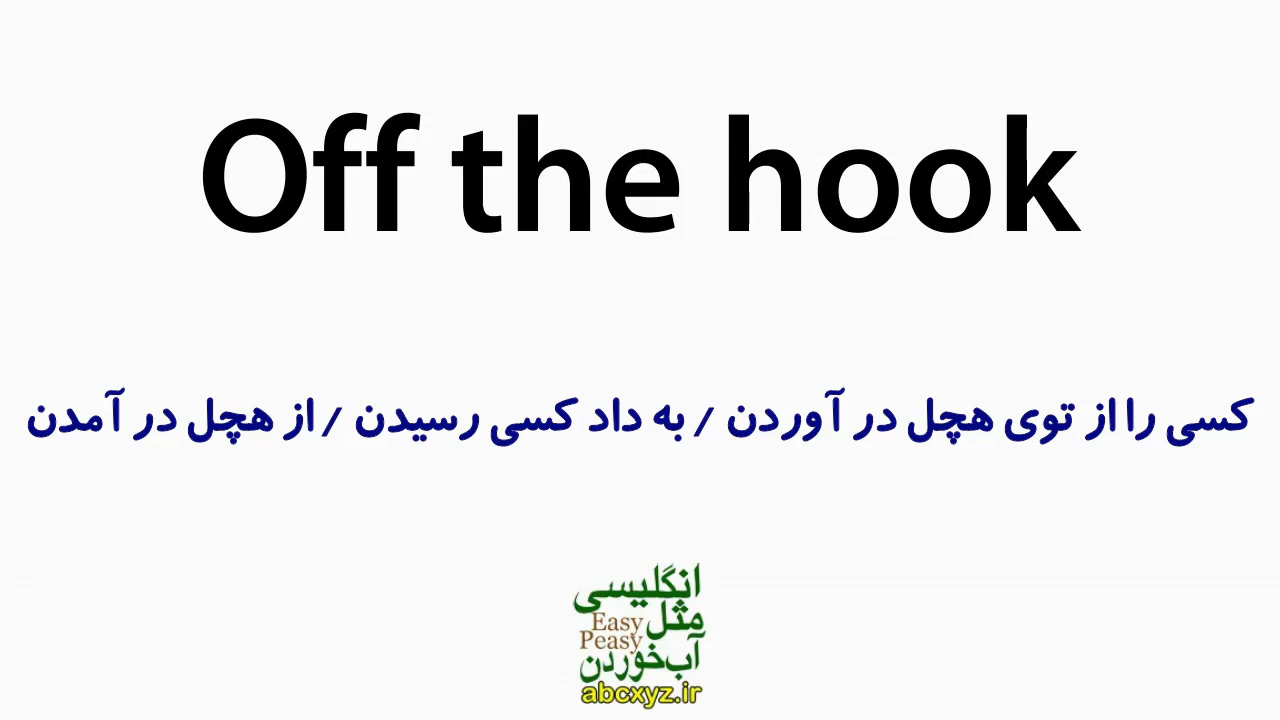 Off the hook
کسی را از توی هچل در آوردن / به داد کسی رسیدن / از هچل در آمدن
انگلیسی
مثل
Easy
Peasy
آب‌خوردن
abcxyz.ir